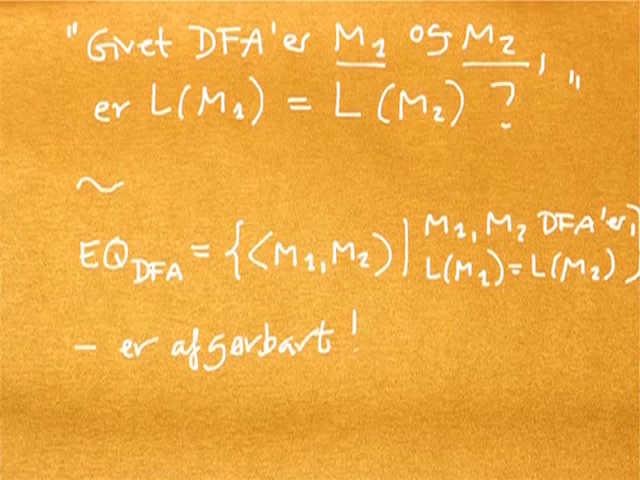 "Givet DFA'er M₁ og M₂,
er L(M₁) = L(M₂) ?"
~
EQ_DFA = {⟨M₁, M₂⟩ | M₁, M₂ DFA'er,
L(M₁) = L(M₂)}
- er afgørbart!